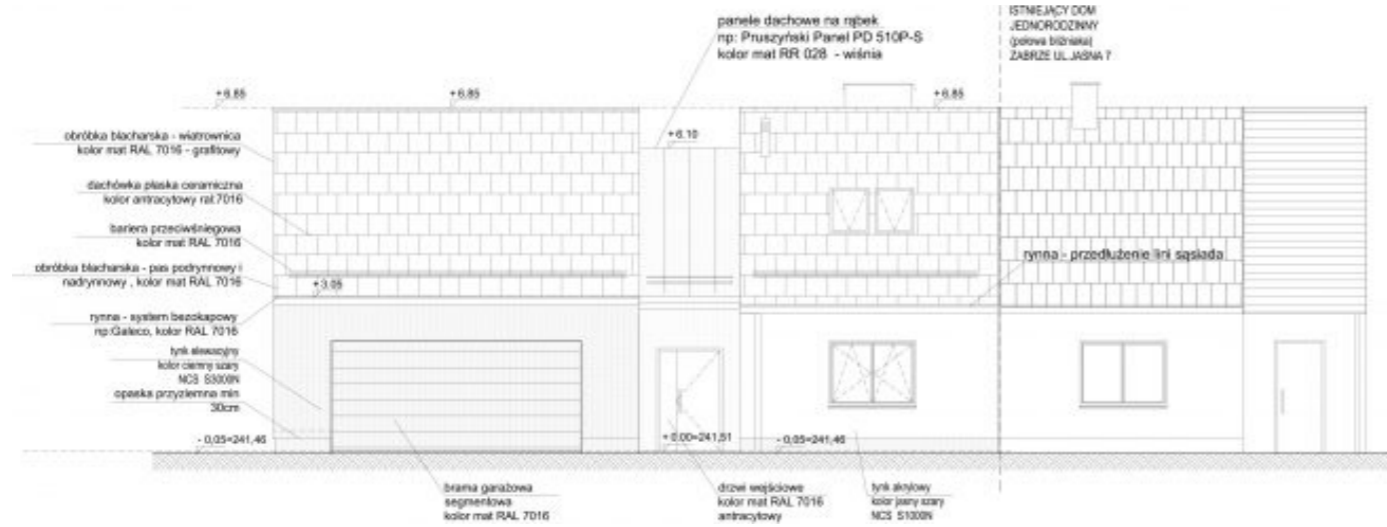 ISTNIEJĄCY DOM
JEDNORODZINNY
(połowa bliźniaka)
ZABRZE UL. JASNA 7
panele dachowe na rąbek
np: Pruszyński Panel PD 510P-S
kolor mat RR 028 - wiśnia
+6.85
+6.85
+6.85
+6.10
obróbka blacharska - wiatrownica
kolor mat RAL 7016 - grafitowy
dachówka płaska ceramiczna
kolor antracytowy ral 7016
bariera przeciwśniegowa
kolor mat RAL 7016
obróbka blacharska - pas podrynnowy i
nadrynnowy , kolor mat RAL 7016
+3.05
rynna - przedłużenie lini sąsiada
rynna - system bezokapowy
np:Galeco, kolor RAL 7016
tynk elewacyjny
kolor ciemny szary
NCS S3000N
opaska przyziemna min
30cm
- 0,05=241,46
+ 0.00=241,51
- 0,05=241,46
brama garażowa
segmentowa
kolor mat RAL 7016
drzwi wejściowe
kolor mat RAL 7016
antracytowy
tynk akrylowy
kolor jasny szary
NCS S1000N